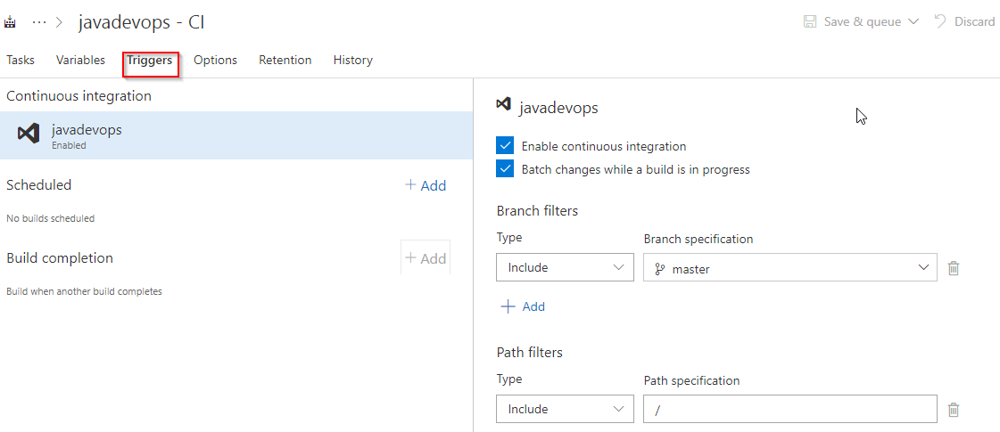 ··· > javadevops - CI
Save & queue Discard
Tasks Variables Triggers Options Retention History
Continuous integration
javadevops
Enabled
Scheduled + Add
No builds scheduled
Build completion + Add
Build when another build completes
javadevops
Enable continuous integration
Batch changes while a build is in progress
Branch filters
Type Branch specification
Include master
+ Add
Path filters
Type Path specification
Include /